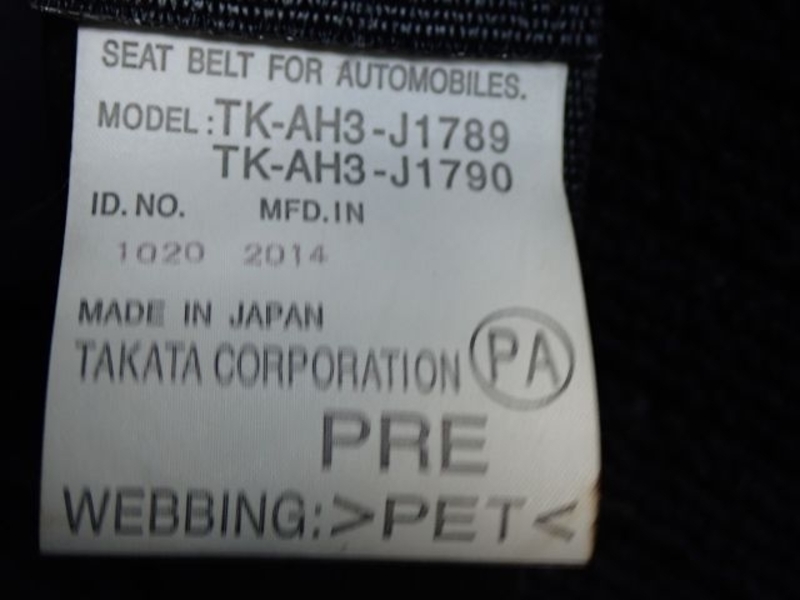 SEAT BELT FOR AUTOMOBILES.
MODEL:TK-AH3-J1789
TK-AH3-J1790
ID. NO. MFD.IN
1020 2014
MADE IN JAPAN
TAKATA CORPORATION PA
PRE
WEBBING:>PET<